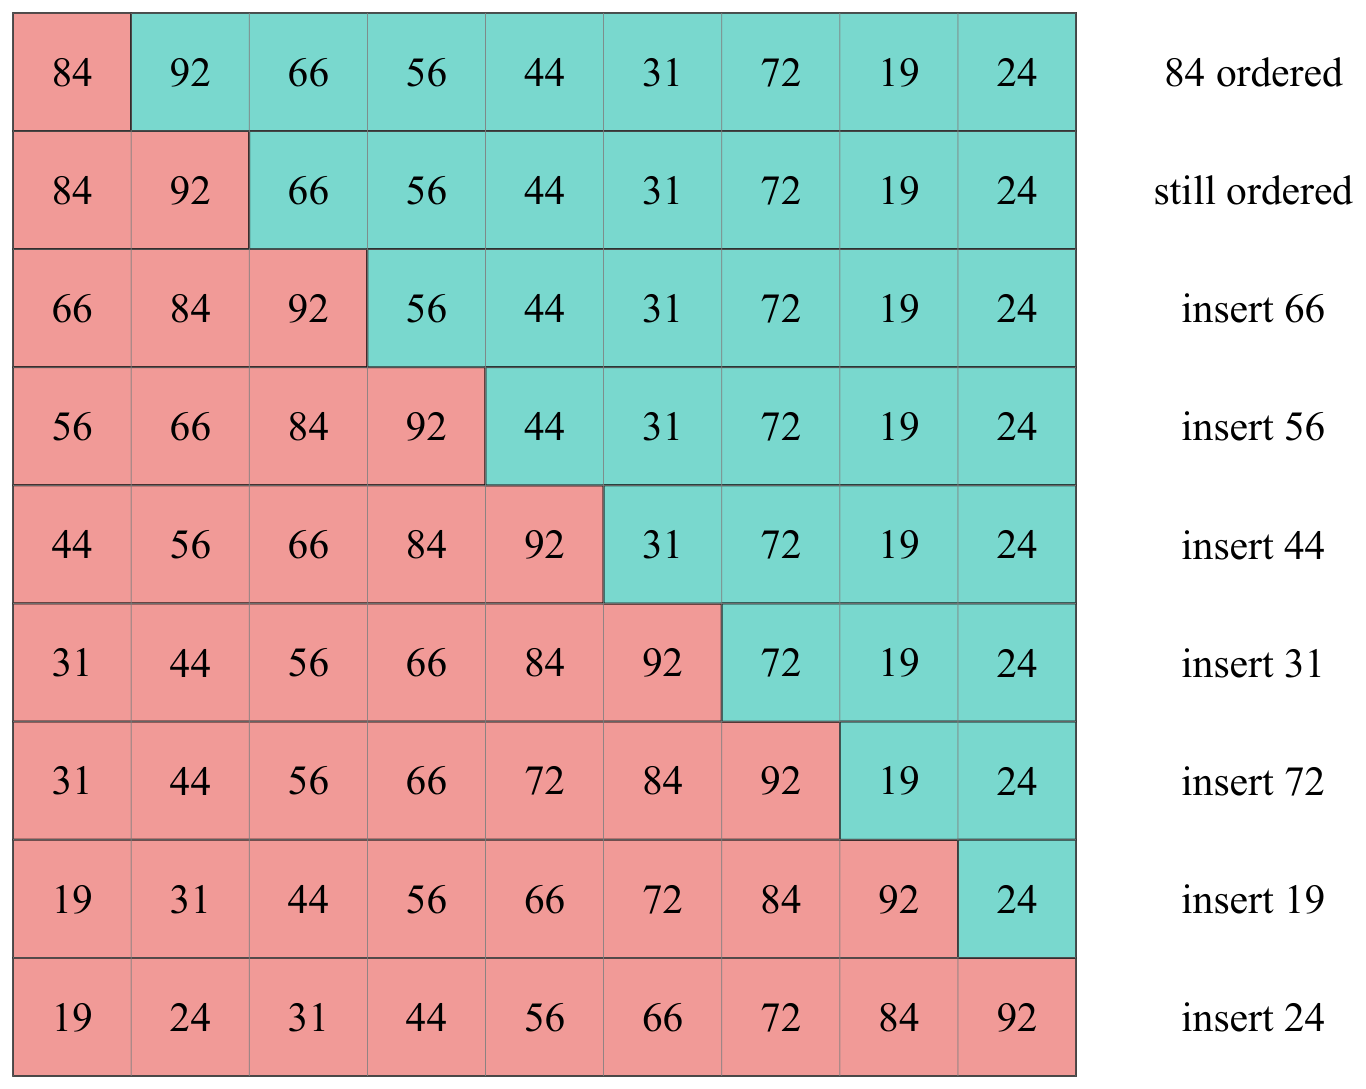 84 92 66 56 44 31 72 19 24 84 ordered
84 92 66 56 44 31 72 19 24 still ordered
66 84 92 56 44 31 72 19 24 insert 66
56 66 84 92 44 31 72 19 24 insert 56
44 56 66 84 92 31 72 19 24 insert 44
31 44 56 66 84 92 72 19 24 insert 31
31 44 56 66 72 84 92 19 24 insert 72
19 31 44 56 66 72 84 92 24 insert 19
19 24 31 44 56 66 72 84 92 insert 24